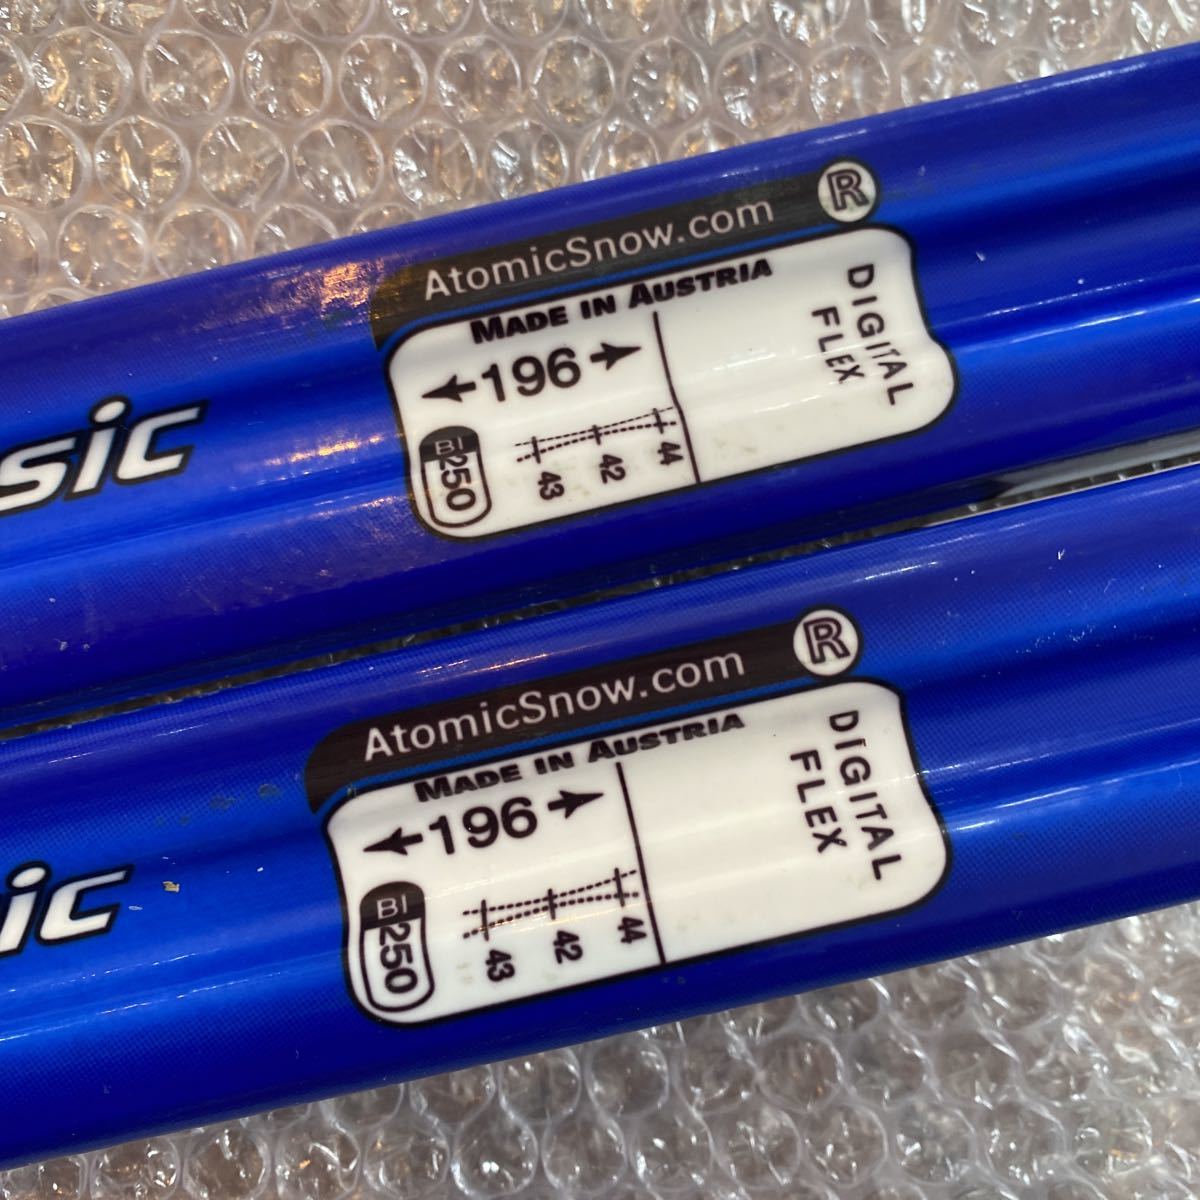 AtomicSnow.com ®
MADE IN AUSTRIA
196
BI 250
43 42 44
DIGITAL
FLEX
sic
AtomicSnow.com ®
MADE IN AUSTRIA
196
BI 250
43 42 44
DIGITAL
FLEX
ic